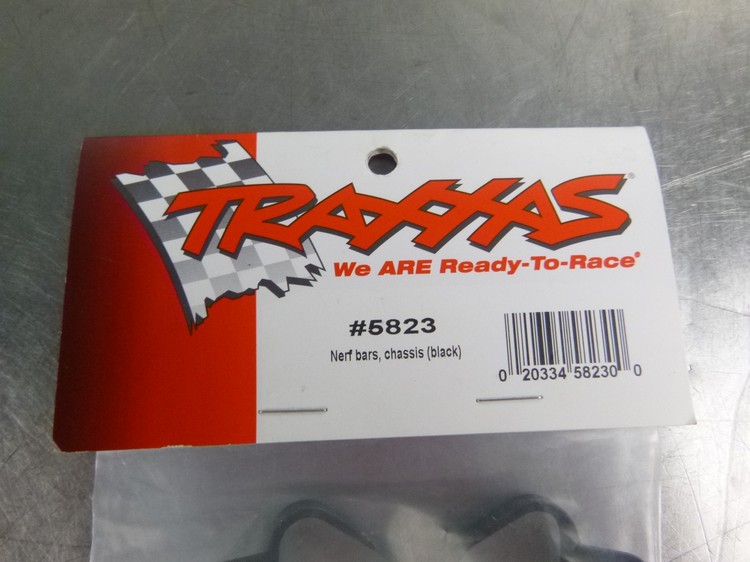 TRAXXAS®
We ARE Ready-To-Race®
#5823
Nerf bars, chassis (black)
0 20334 58230 0